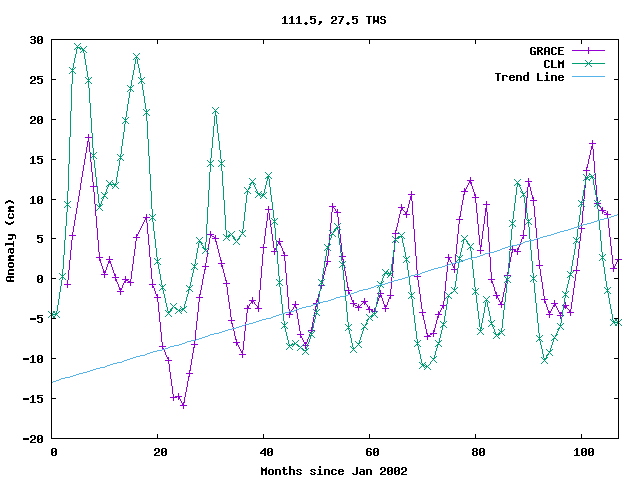 111.5, 27.5 TWS
GRACE
CLM
Trend Line
30
25
20
15
10
5
0
-5
-10
-15
-20
Anomaly (cm)
0 20 40 60 80 100
Months since Jan 2002